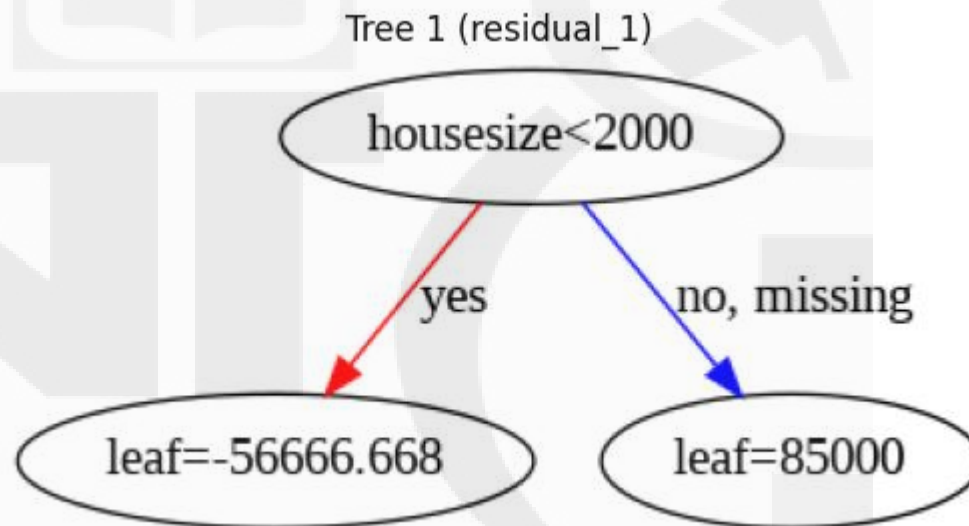 Tree 1 (residual_1)
housesize<2000
yes
no, missing
leaf=-56666.668
leaf=85000